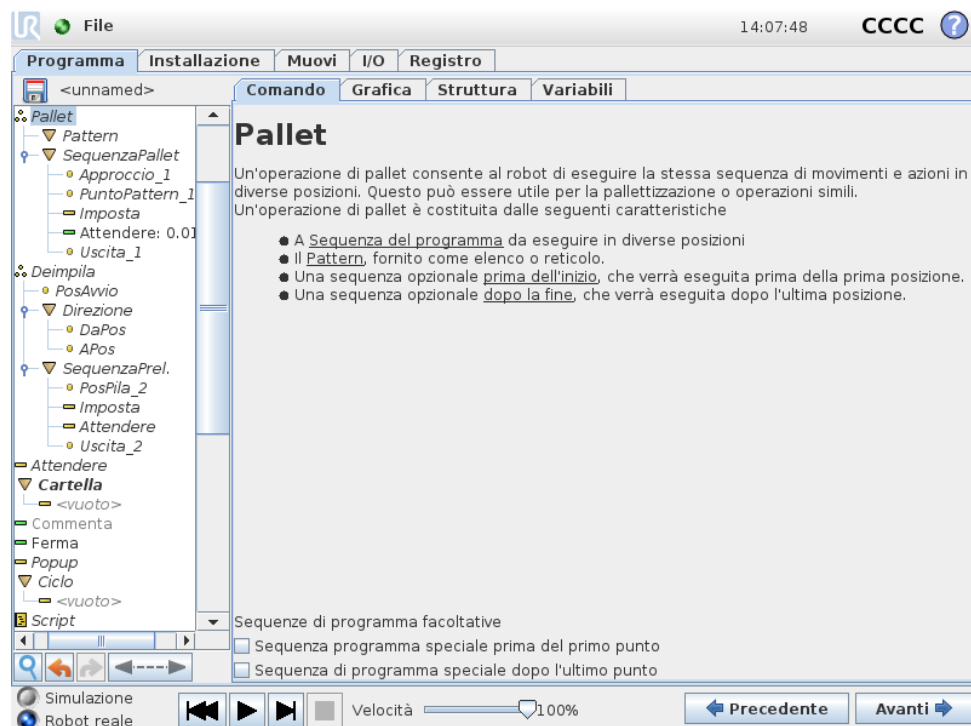 UR File 14:07:48 CCCC ?
Programma Installazione Muovi I/O Registro
<unnamed>
Comando Grafica Struttura Variabili
Pallet
Pattern
SequenzaPallet
Approccio_1
PuntoPattern_1
Imposta
Attendere: 0.01
Uscita_1
Deimpila
PosAvvio
Direzione
DaPos
APos
SequenzaPrel.
PosPila_2
Imposta
Attendere
Uscita_2
Attendere
Cartella
<vuoto>
Commenta
Ferma
Popup
Ciclo
<vuoto>
Script
Pallet
Un'operazione di pallet consente al robot di eseguire la stessa sequenza di movimenti e azioni in
diverse posizioni. Questo può essere utile per la pallettizzazione o operazioni simili.
Un'operazione di pallet è costituita dalle seguenti caratteristiche
● A Sequenza del programma da eseguire in diverse posizioni
● Il Pattern, fornito come elenco o reticolo.
● Una sequenza opzionale prima dell'inizio, che verrà eseguita prima della prima posizione.
● Una sequenza opzionale dopo la fine, che verrà eseguita dopo l'ultima posizione.
Sequenze di programma facoltative
Sequenza programma speciale prima del primo punto
Sequenza di programma speciale dopo l'ultimo punto
Simulazione
Robot reale
Velocità 100%
Precedente Avanti